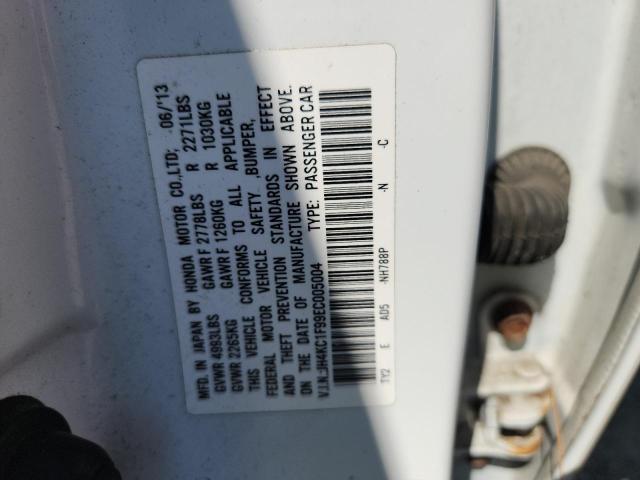 MFD. IN JAPAN BY HONDA MOTOR CO.,LTD; 06/'13
GVWR 4993LBS GAWR F 2778LBS R 2271LBS
GVWR 2265KG GAWR F 1260KG R 1030KG
THIS VEHICLE CONFORMS TO ALL APPLICABLE
FEDERAL MOTOR VEHICLE SAFETY ,BUMPER,
AND THEFT PREVENTION STANDARDS IN EFFECT
ON THE DATE OF MANUFACTURE SHOWN ABOVE.
V.I.N. JH4KC1F99EC005004 TYPE: PASSENGER CAR
TY2 E AD5 -NH788P -N -C